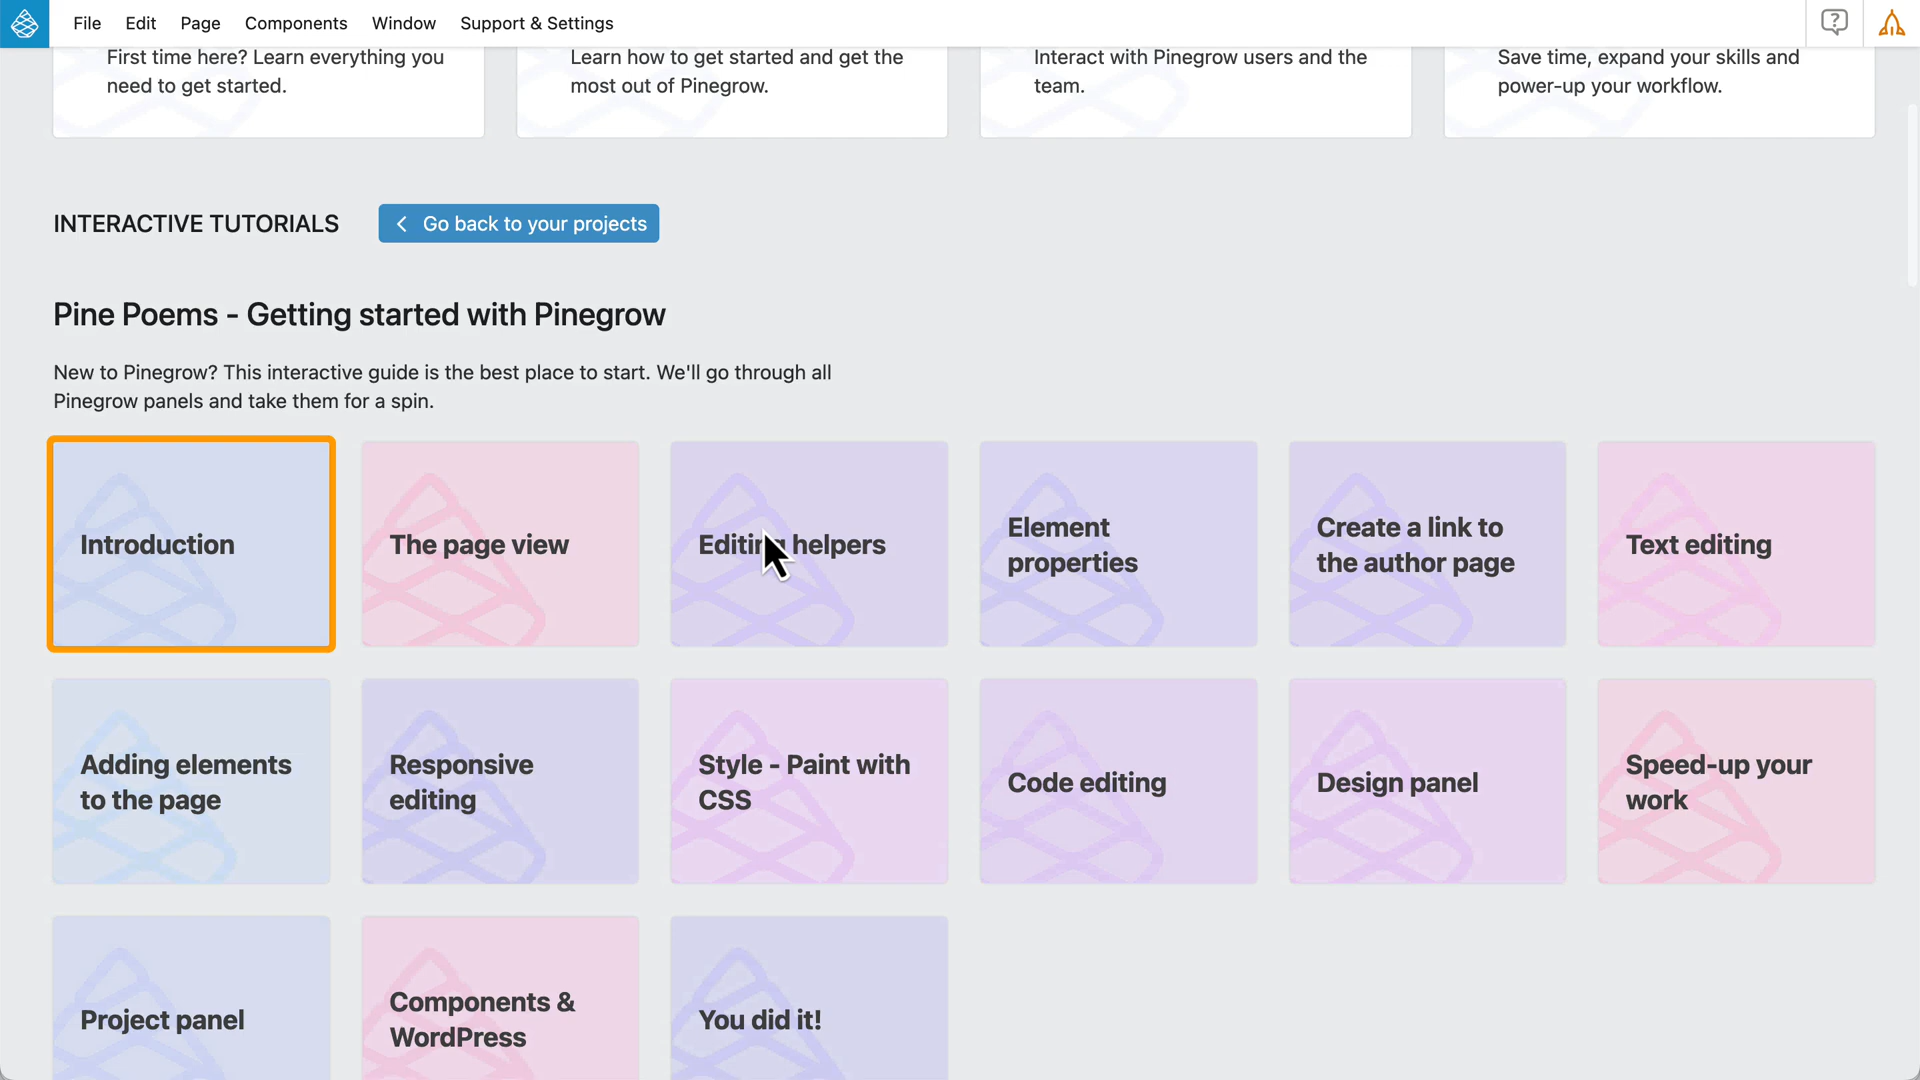 File Edit Page Components Window Support & Settings
First time here? Learn everything you
need to get started.
Learn how to get started and get the
most out of Pinegrow.
Interact with Pinegrow users and the
team.
Save time, expand your skills and
power-up your workflow.
INTERACTIVE TUTORIALS
Go back to your projects
Pine Poems - Getting started with Pinegrow
New to Pinegrow? This interactive guide is the best place to start. We'll go through all
Pinegrow panels and take them for a spin.
Introduction
The page view
Editing helpers
Element
properties
Create a link to
the author page
Text editing
Adding elements
to the page
Responsive
editing
Style - Paint with
CSS
Code editing
Design panel
Speed-up your
work
Project panel
Components &
WordPress
You did it!